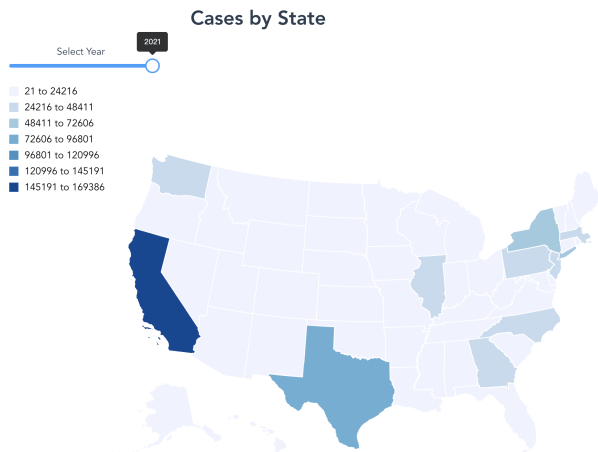 Cases by State
2021
Select Year
21 to 24216
24216 to 48411
48411 to 72606
72606 to 96801
96801 to 120996
120996 to 145191
145191 to 169386